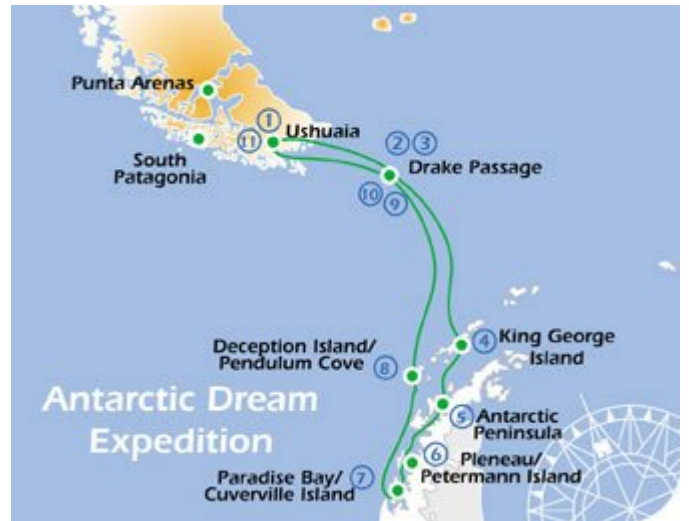 Punta Arenas
1
11
Ushuaia
South
Patagonia
2 3
Drake Passage
10 9
4
King George
Island
Deception Island/
Pendulum Cove
8
Antarctic Dream
Expedition
5
Antarctic
Peninsula
6
Pleneau/
Petermann Island
Paradise Bay/
Cuverville Island
7